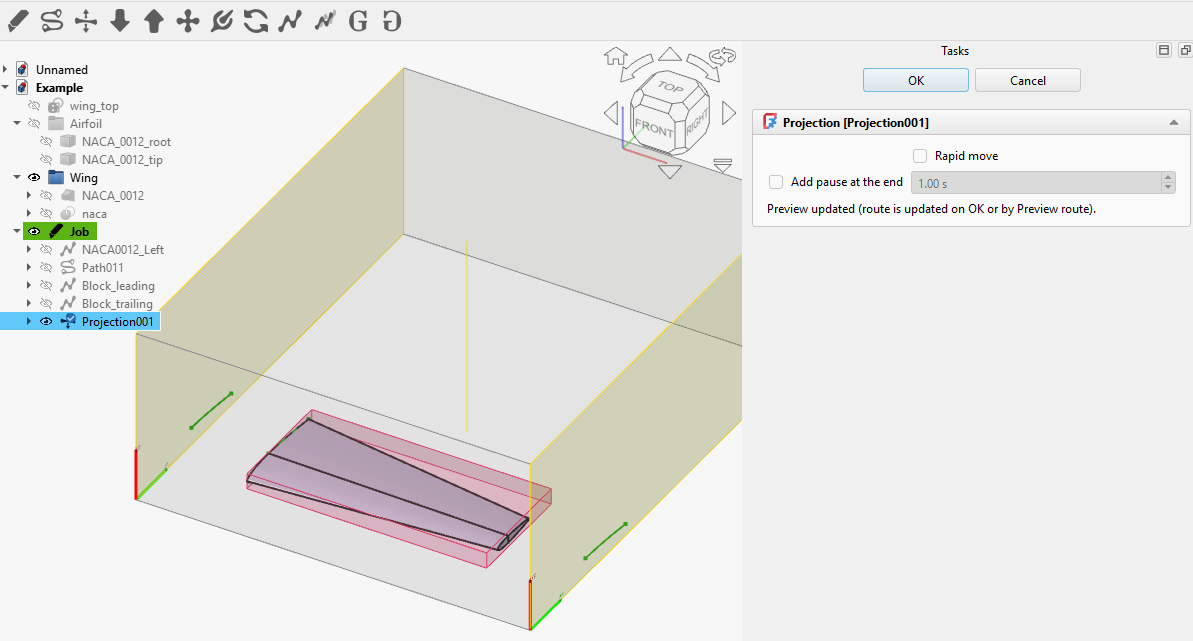 Tasks
OK
Cancel
Projection [Projection001]
Rapid move
Add pause at the end
1.00 s
Preview updated (route is updated on OK or by Preview route).
Unnamed
Example
wing_top
Airfoil
NACA_0012_root
NACA_0012_tip
Wing
NACA_0012
naca
Job
NACA0012_Left
Path011
Block_leading
Block_trailing
Projection001
TOP
FRONT
RIGHT